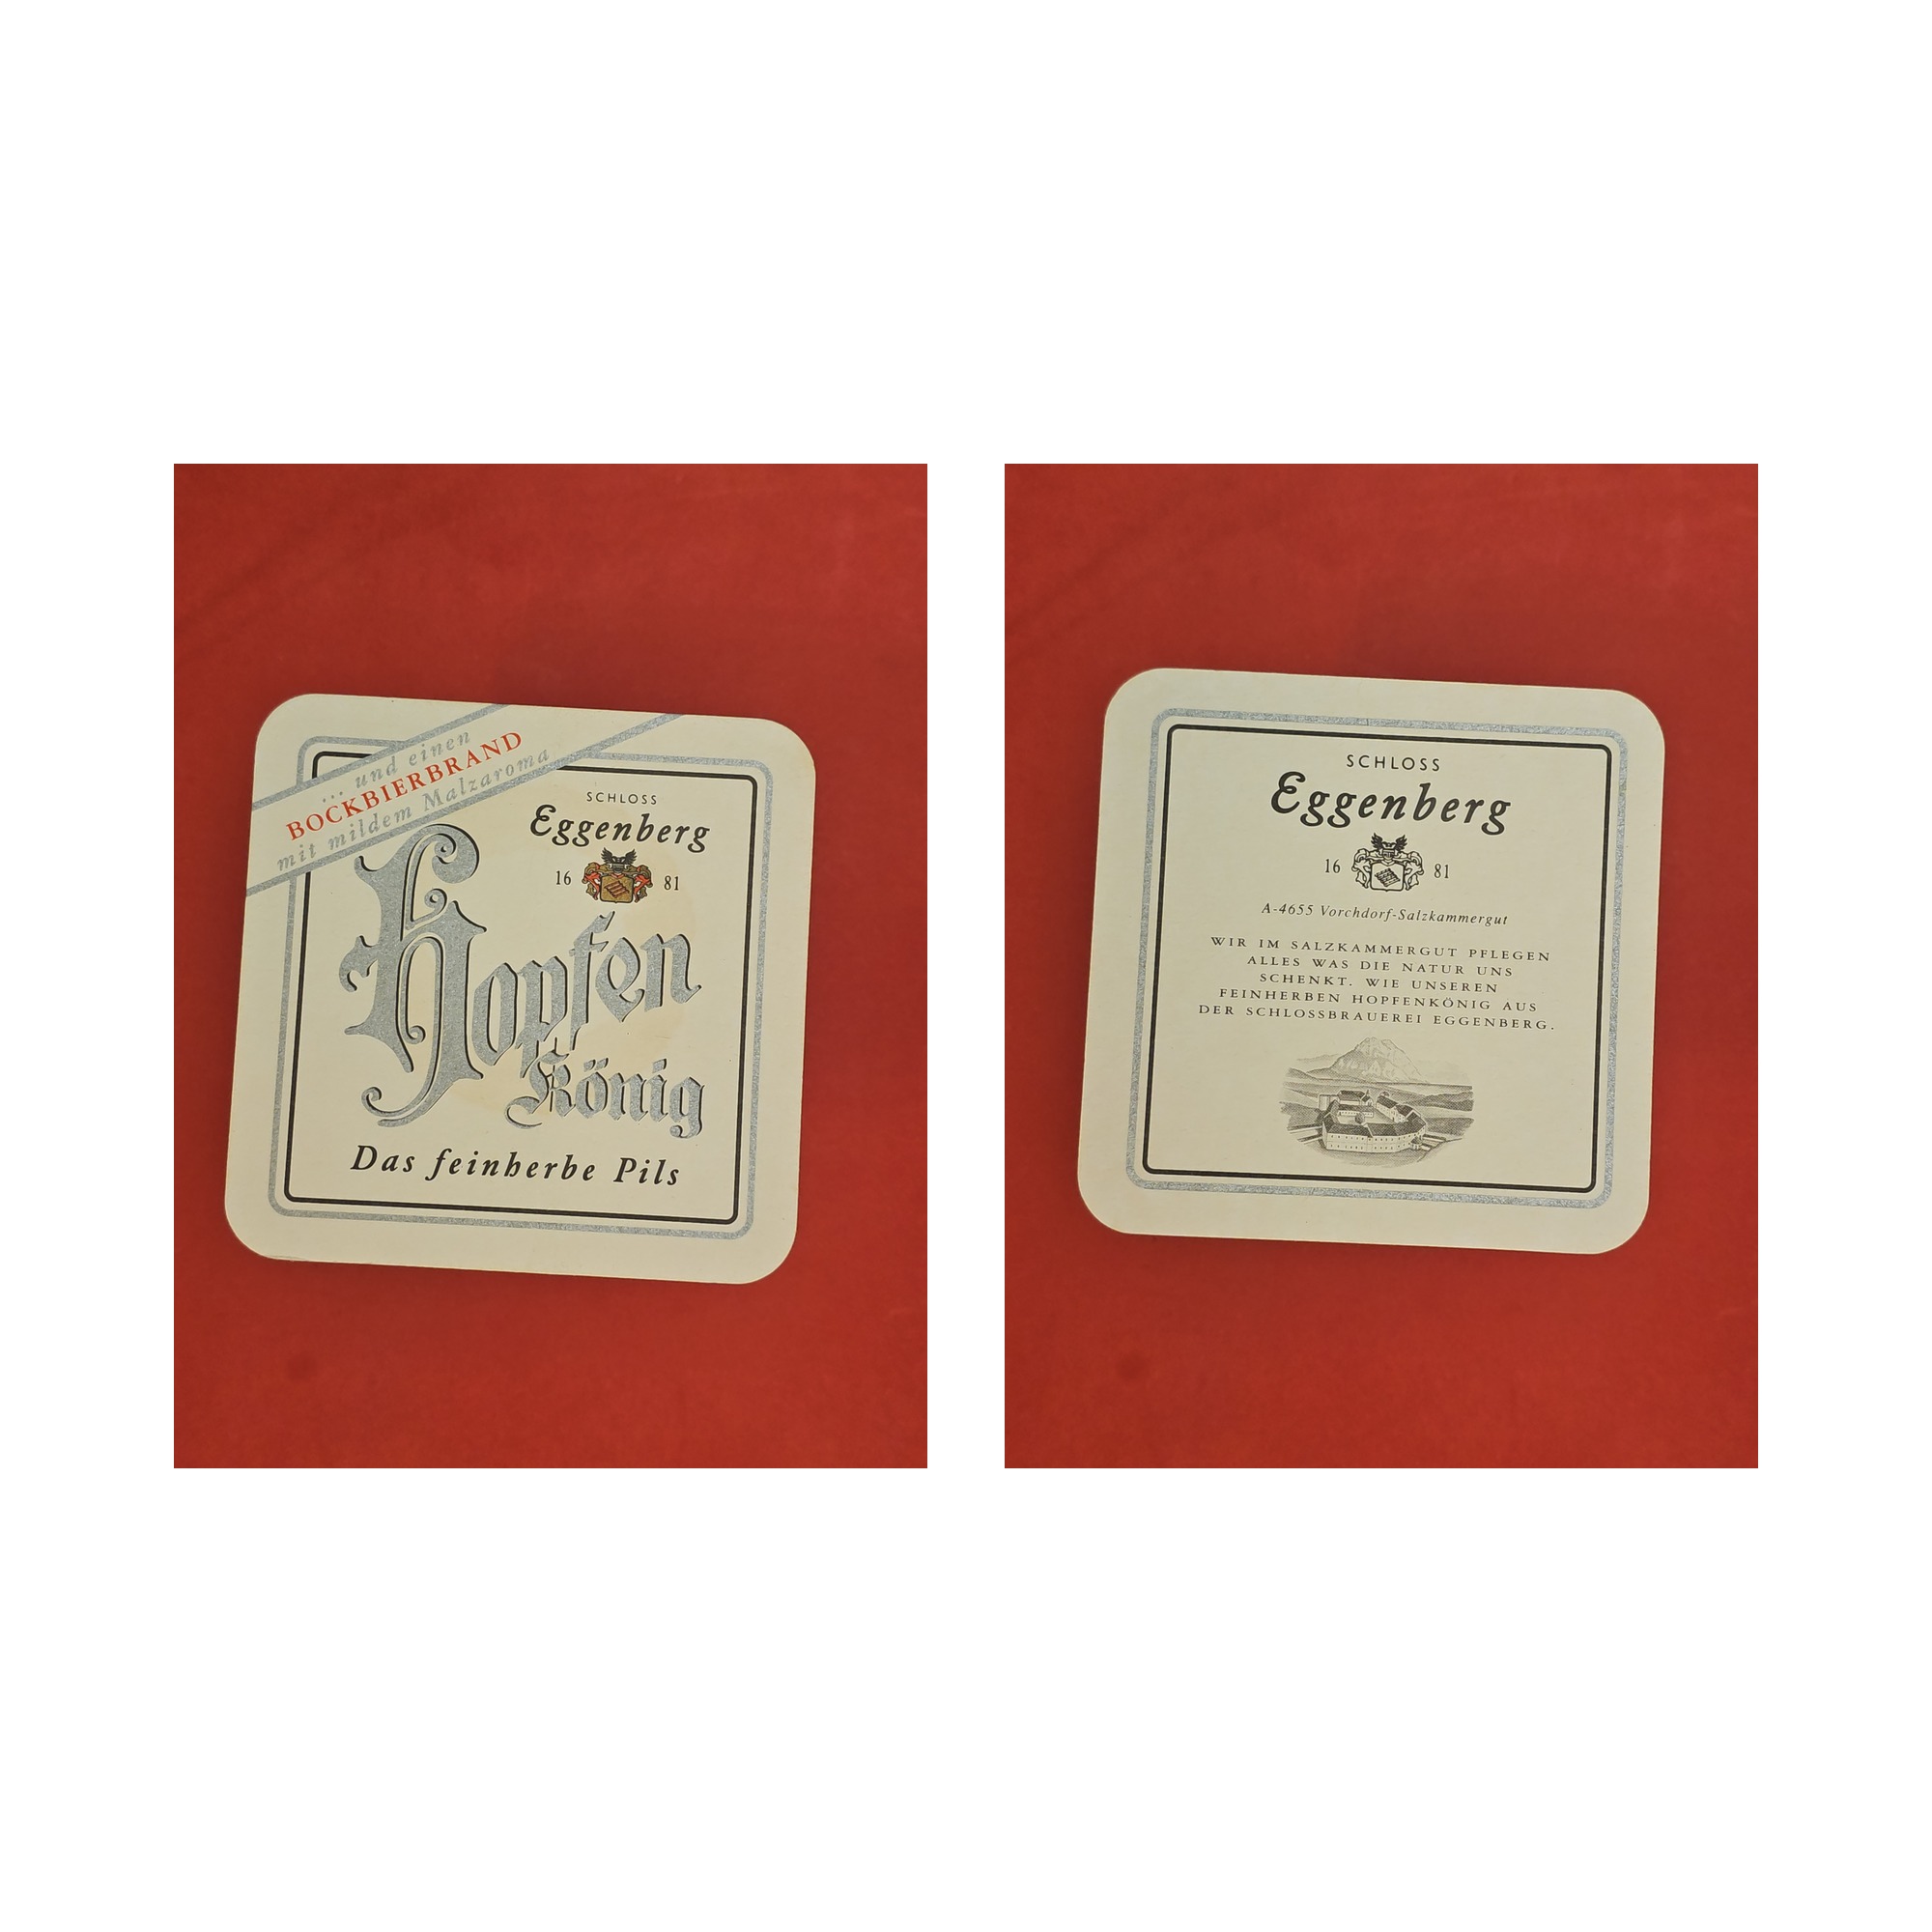 ... und einen
BOCKBIERBRAND
mit mildem Malzaroma
SCHLOSS
Eggenberg
16 81
Hopfen
König
Das feinherbe Pils
SCHLOSS
Eggenberg
16 81
A-4655 Vorchdorf-Salzkammergut
WIR IM SALZKAMMERGUT PFLEGEN
ALLES WAS DIE NATUR UNS
SCHENKT. WIE UNSEREN
FEINHERBEN HOPFENKÖNIG AUS
DER SCHLOSSBRAUEREI EGGENBERG.